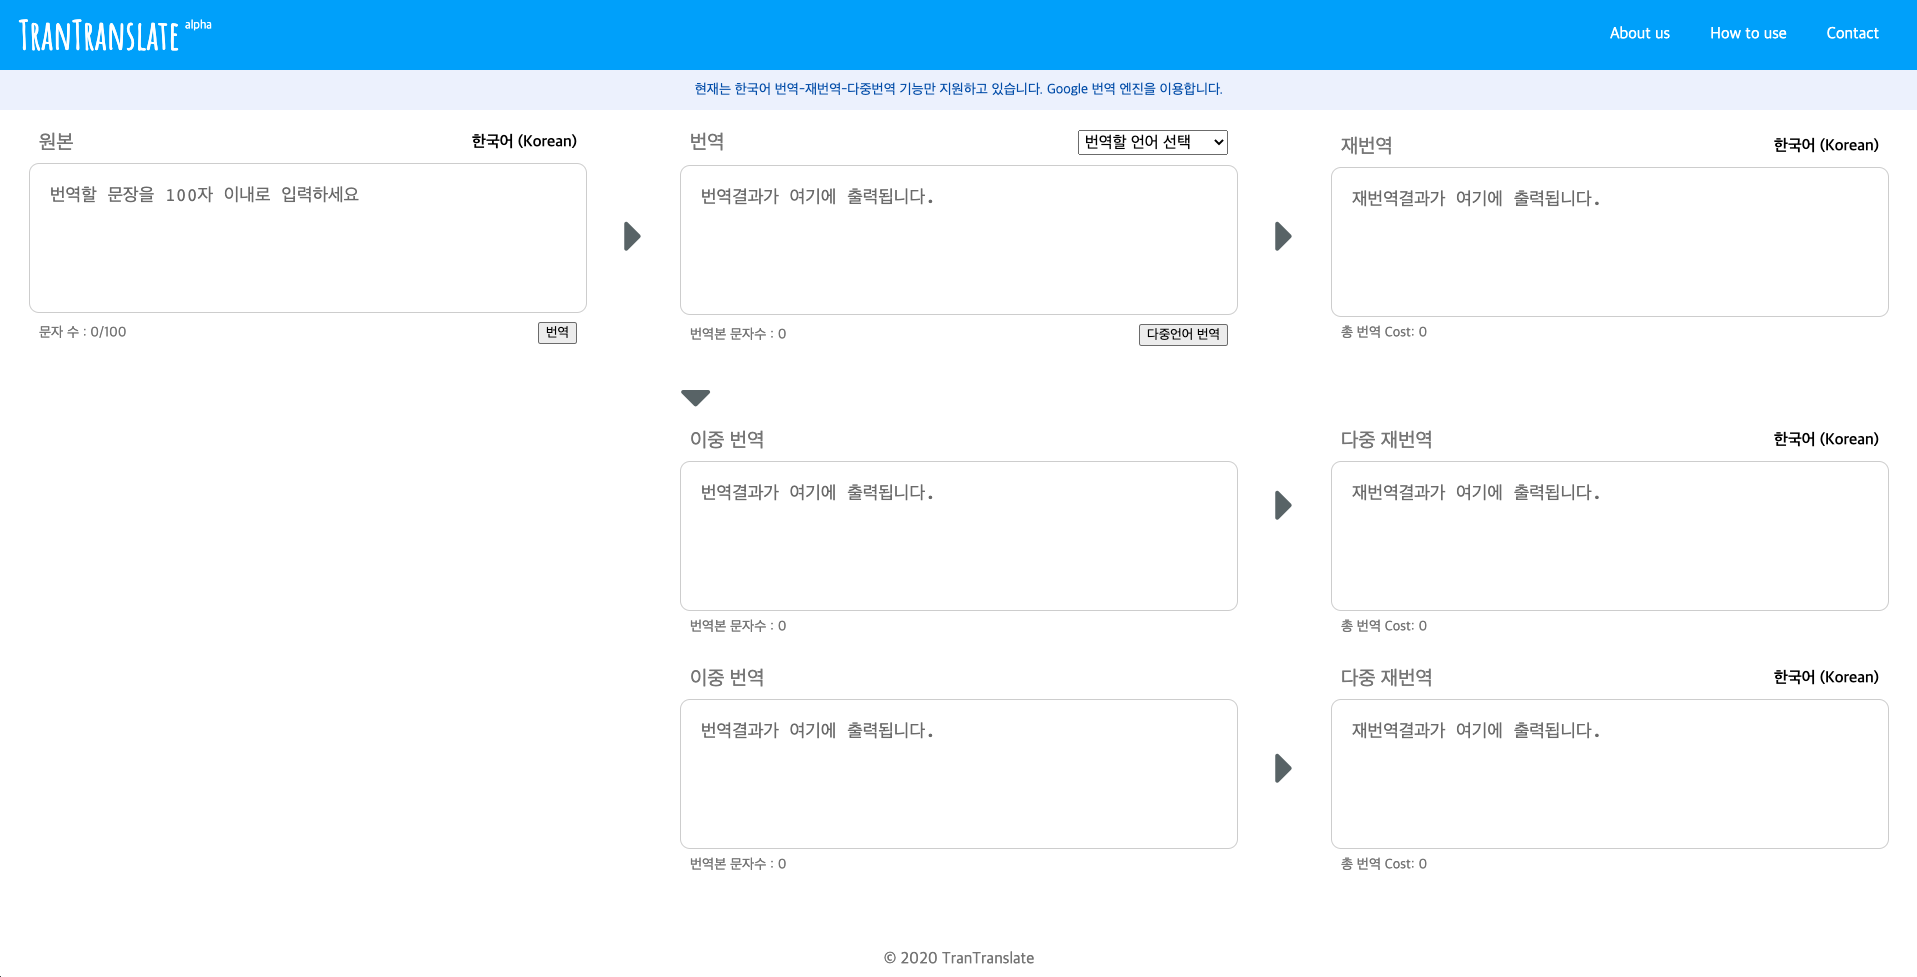 TranTranslate alpha
About us
How to use
Contact
현재는 한국어 번역-재번역-다중번역 기능만 지원하고 있습니다. Google 번역 엔진을 이용합니다.
원본
한국어 (Korean)
번역할 문장을 100자 이내로 입력하세요
문자 수 : 0/100
번역
번역
번역할 언어 선택
번역결과가 여기에 출력됩니다.
번역본 문자수 : 0
다중언어 번역
재번역
한국어 (Korean)
재번역결과가 여기에 출력됩니다.
총 번역 Cost: 0
이중 번역
번역결과가 여기에 출력됩니다.
번역본 문자수 : 0
다중 재번역
한국어 (Korean)
재번역결과가 여기에 출력됩니다.
총 번역 Cost: 0
이중 번역
번역결과가 여기에 출력됩니다.
번역본 문자수 : 0
다중 재번역
한국어 (Korean)
재번역결과가 여기에 출력됩니다.
총 번역 Cost: 0
© 2020 TranTranslate